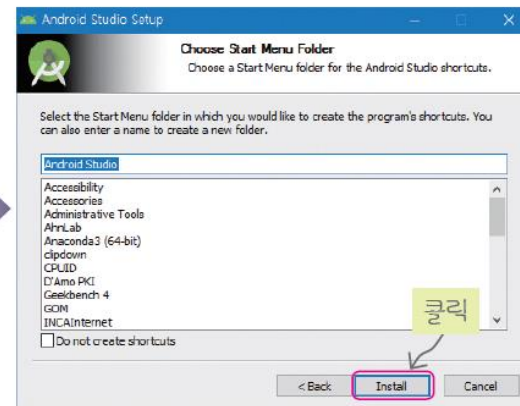 Android Studio Setup
Choose Start Menu Folder
Choose a Start Menu folder for the Android Studio shortcuts.
Select the Start Menu folder in which you would like to create the program's shortcuts. You
can also enter a name to create a new folder.
Android Studio
Accessibility
Accessories
Administrative Tools
AhnLab
Anaconda3 (64-bit)
clipdown
CPUID
D'Amo PKI
Geekbench 4
GOM
INCAInternet
클릭
Do not create shortcuts
< Back Install Cancel